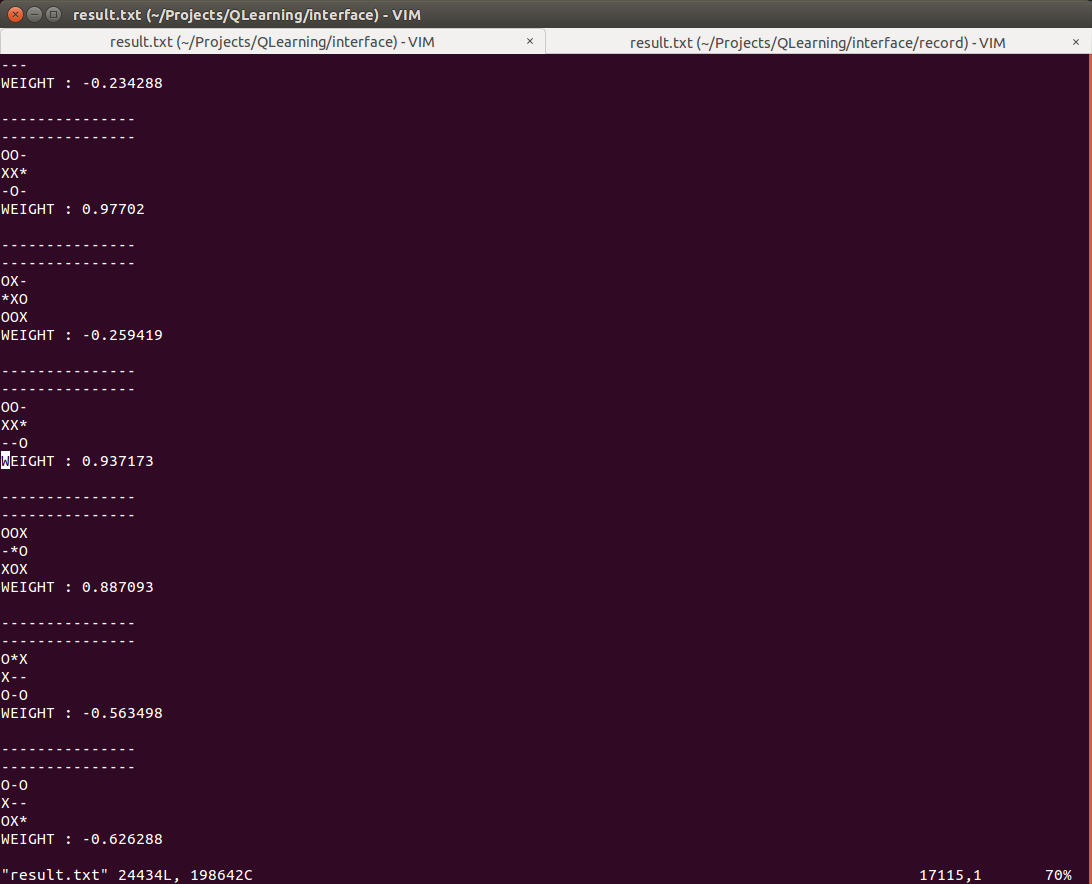 result.txt (~/Projects/QLearning/interface) - VIM
result.txt (~/Projects/QLearning/interface) - VIM × result.txt (~/Projects/QLearning/interface/record) - VIM ×
---
WEIGHT : -0.234288
---------------
---------------
OO-
XX*
-O-
WEIGHT : 0.97702
---------------
---------------
OX-
*XO
OOX
WEIGHT : -0.259419
---------------
---------------
OO-
XX*
--O
WEIGHT : 0.937173
---------------
---------------
OOX
-*O
XOX
WEIGHT : 0.887093
---------------
---------------
O*X
X--
O-O
WEIGHT : -0.563498
---------------
---------------
O-O
X--
OX*
WEIGHT : -0.626288
"result.txt" 24434L, 198642C 17115,1 70%